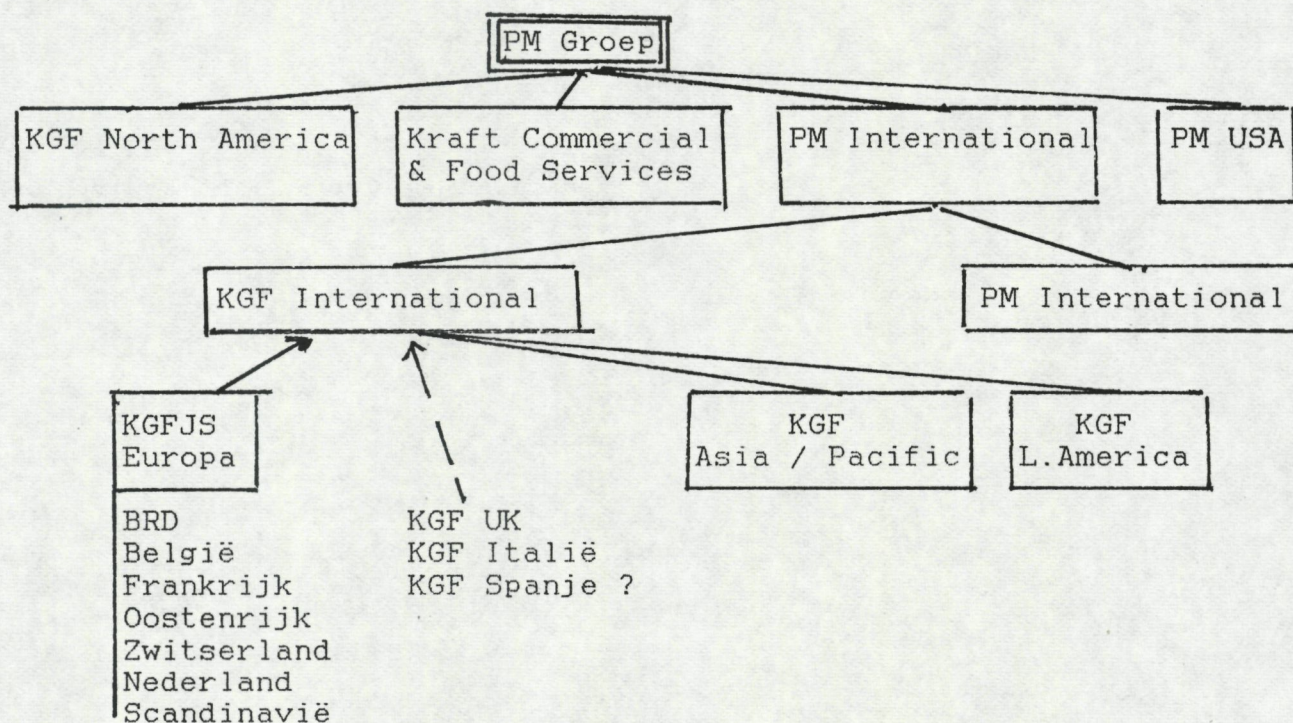 PM Groep
KGF North America
Kraft Commercial
& Food Services
PM International
PM USA
KGF International
PM International
KGFJS
Europa
KGF
Asia / Pacific
KGF
L.America
BRD
België
Frankrijk
Oostenrijk
Zwitserland
Nederland
Scandinavië
KGF UK
KGF Italië
KGF Spanje ?